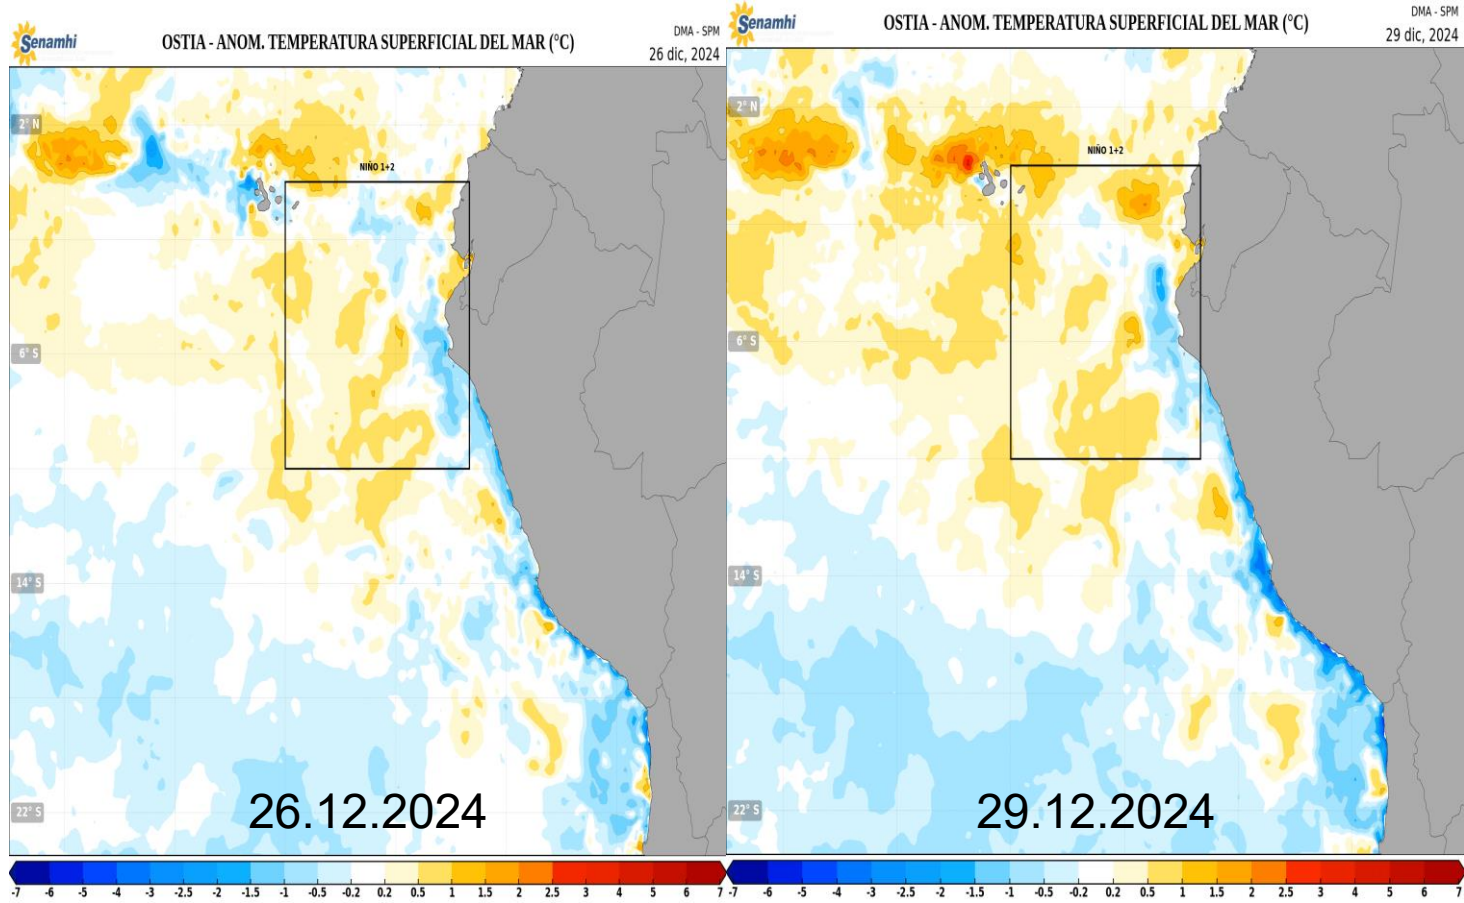 Senamhi
OSTIA - ANOM. TEMPERATURA SUPERFICIAL DEL MAR (°C)
DMA - SPM
26 dic, 2024
2° N
NIÑO 1+2
6° S
14° S
22° S
26.12.2024
-7 -6 -5 -4 -3 -2.5 -2 -1.5 -1 -0.5 -0.2 0.2 0.5 1 1.5 2 2.5 3 4 5 6 7
Senamhi
OSTIA - ANOM. TEMPERATURA SUPERFICIAL DEL MAR (°C)
DMA - SPM
29 dic, 2024
2° N
NIÑO 1+2
6° S
14° S
22° S
29.12.2024
-7 -6 -5 -4 -3 -2.5 -2 -1.5 -1 -0.5 -0.2 0.2 0.5 1 1.5 2 2.5 3 4 5 6 7